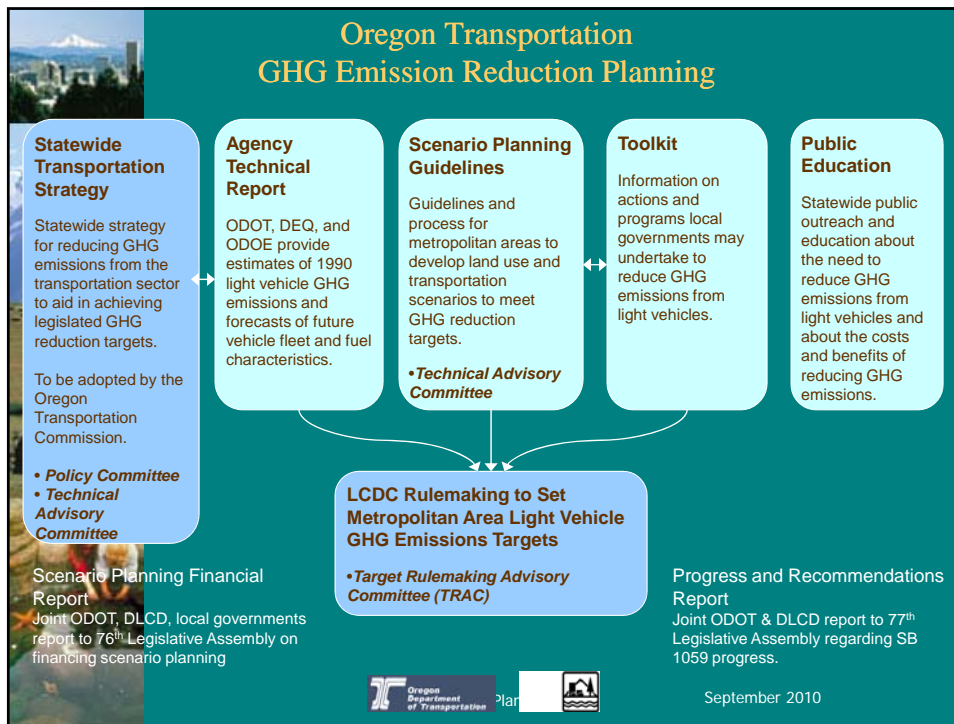 Oregon Transportation
GHG Emission Reduction Planning
Statewide
Transportation
Strategy
Statewide strategy
for reducing GHG
emissions from the
transportation sector
to aid in achieving
legislated GHG
reduction targets.
To be adopted by the
Oregon
Transportation
Commission.
• Policy Committee
• Technical
Advisory
Committee
Agency
Technical
Report
ODOT, DEQ, and
ODOE provide
estimates of 1990
light vehicle GHG
emissions and
forecasts of future
vehicle fleet and fuel
characteristics.
Scenario Planning
Guidelines
Guidelines and
process for
metropolitan areas to
develop land use and
transportation
scenarios to meet
GHG reduction
targets.
•Technical Advisory
Committee
Toolkit
Information on
actions and
programs local
governments may
undertake to
reduce GHG
emissions from
light vehicles.
Public
Education
Statewide public
outreach and
education about
the need to
reduce GHG
emissions from
light vehicles and
about the costs
and benefits of
reducing GHG
emissions.
LCDC Rulemaking to Set
Metropolitan Area Light Vehicle
GHG Emissions Targets
•Target Rulemaking Advisory
Committee (TRAC)
Scenario Planning Financial
Report
Joint ODOT, DLCD, local governments
report to 76th Legislative Assembly on
financing scenario planning
Progress and Recommendations
Report
Joint ODOT & DLCD report to 77th
Legislative Assembly regarding SB
1059 progress.
Oregon
Department
of Transportation
September 2010